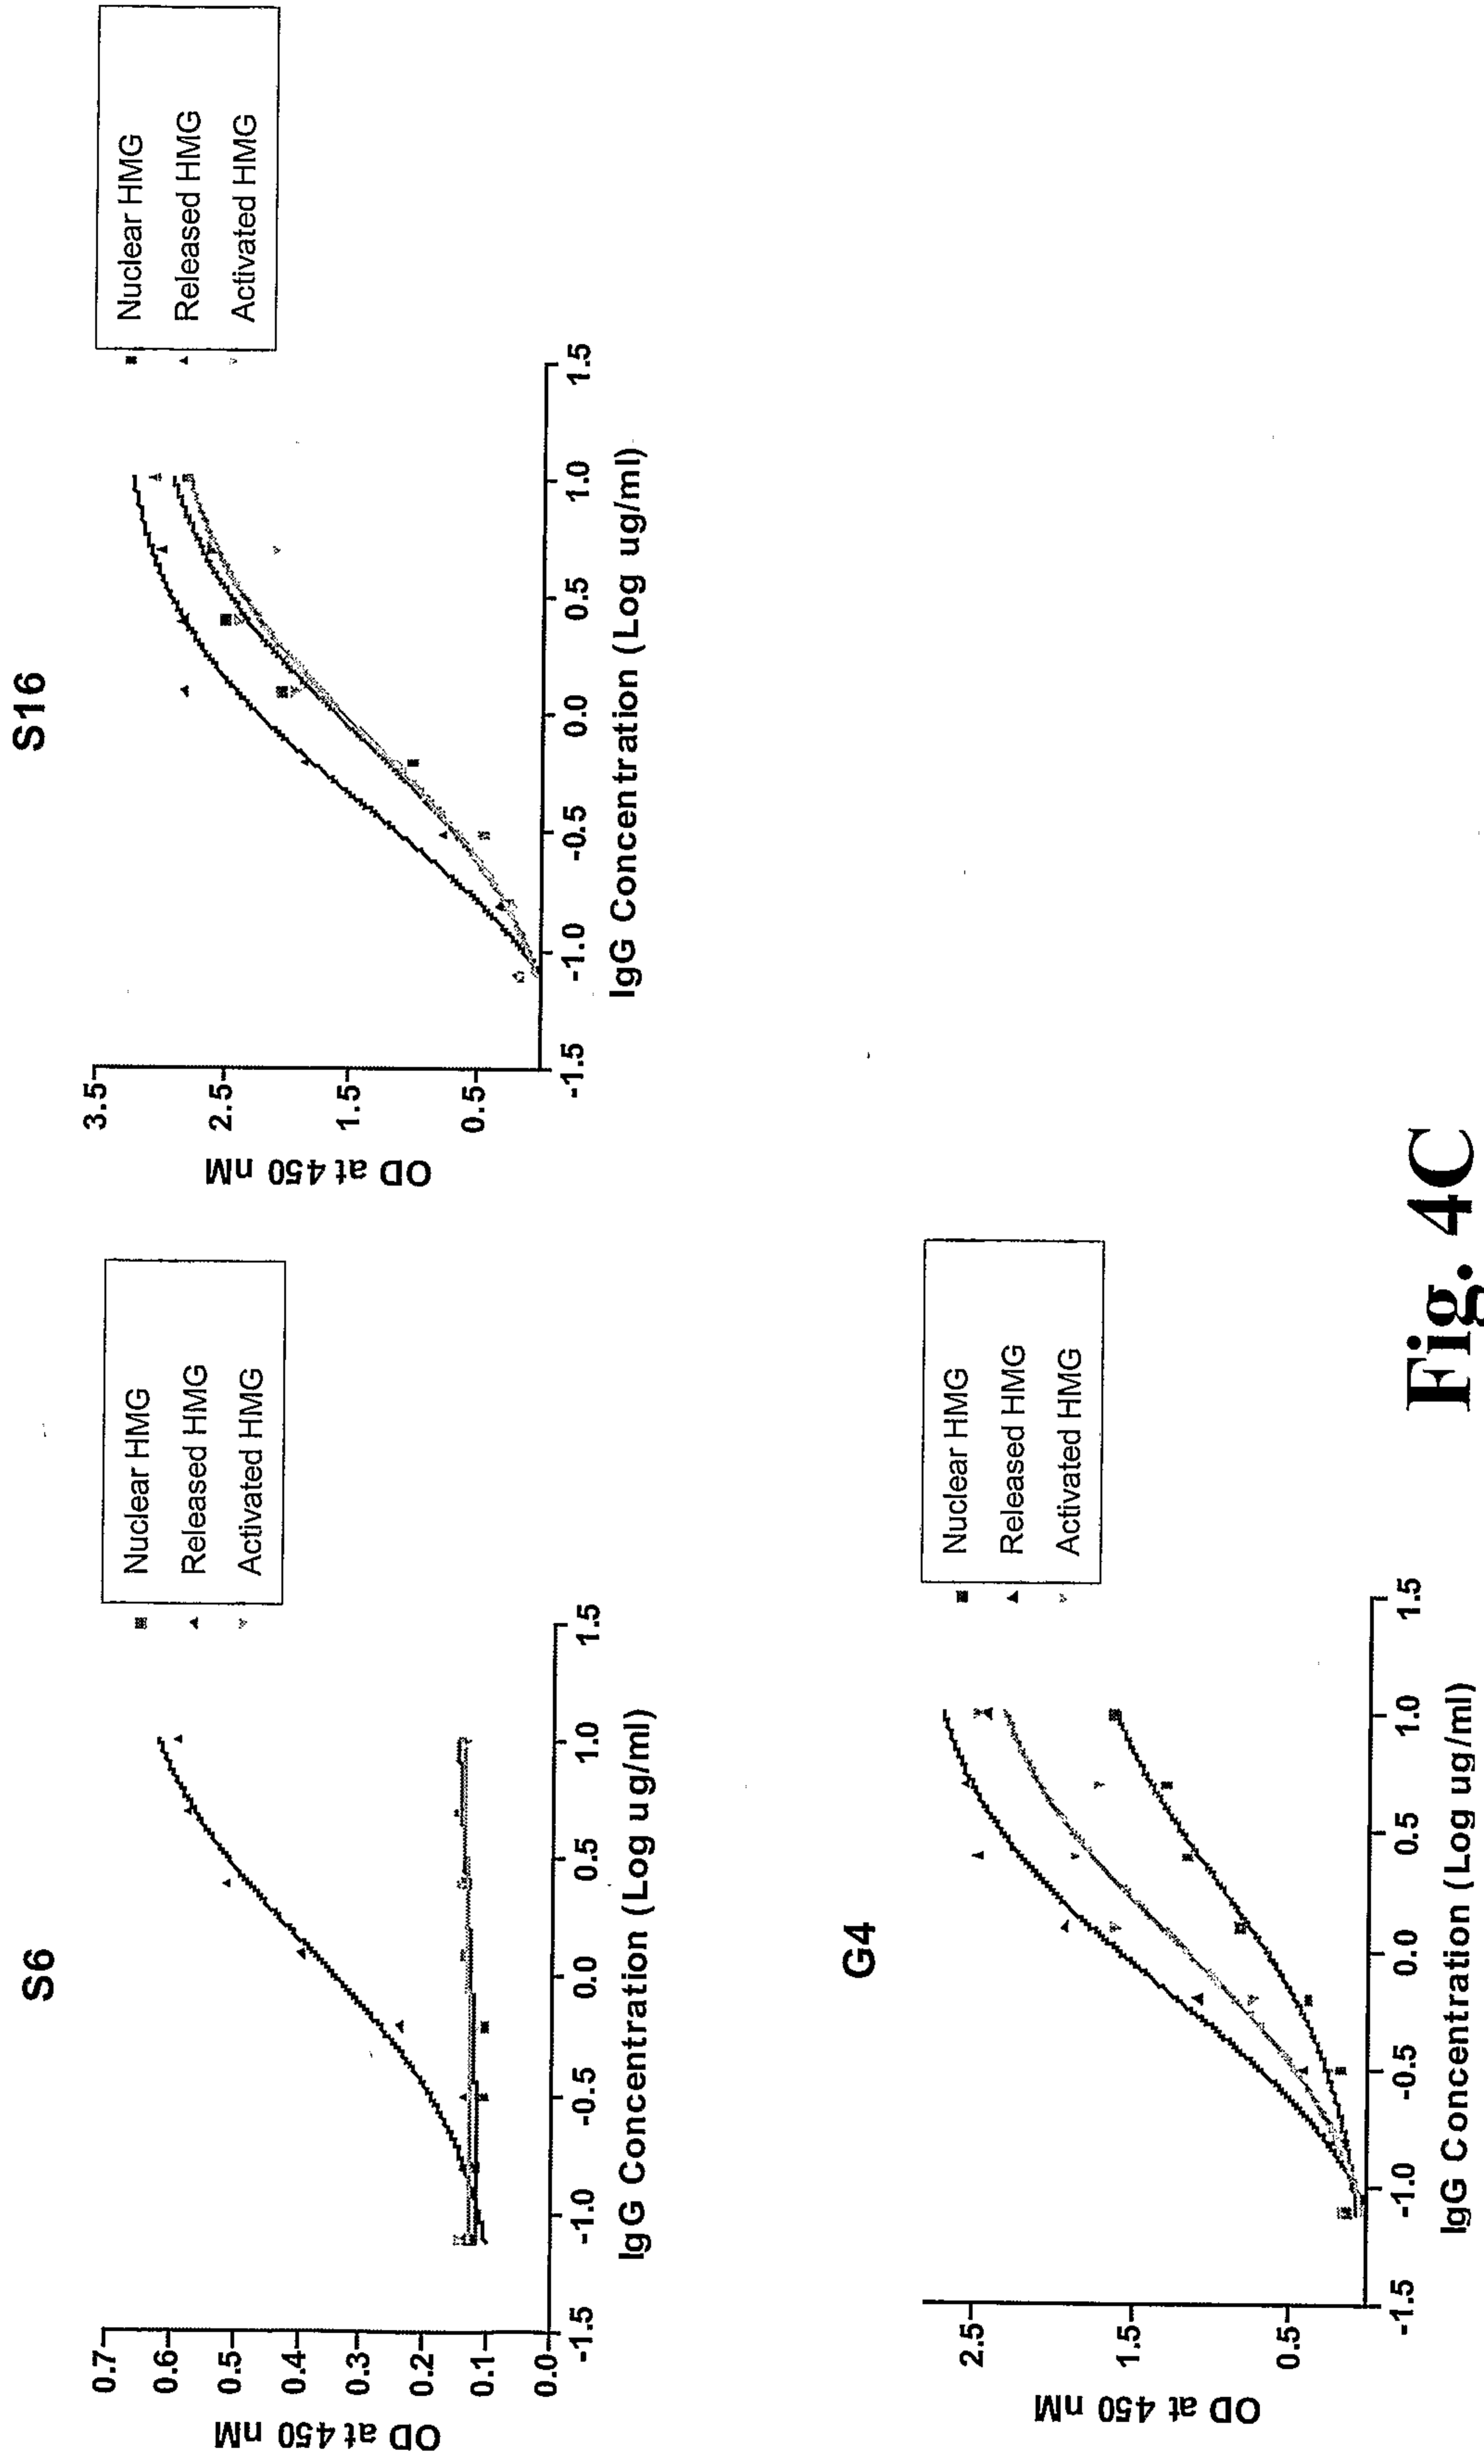 S6
OD at 450 nM
0.7
0.6
0.5
0.4
0.3
0.2
0.1
0.0
-1.5
-1.0
-0.5
0.0
0.5
1.0
1.5
IgG Concentration (Log ug/ml)
Nuclear HMG
Released HMG
Activated HMG
S16
OD at 450 nM
3.5
2.5
1.5
0.5
-1.5
-1.0
-0.5
0.0
0.5
1.0
1.5
IgG Concentration (Log ug/ml)
Nuclear HMG
Released HMG
Activated HMG
G4
OD at 450 nM
2.5
1.5
0.5
-1.5
-1.0
-0.5
0.0
0.5
1.0
1.5
IgG Concentration (Log ug/ml)
Nuclear HMG
Released HMG
Activated HMG
Fig. 4C